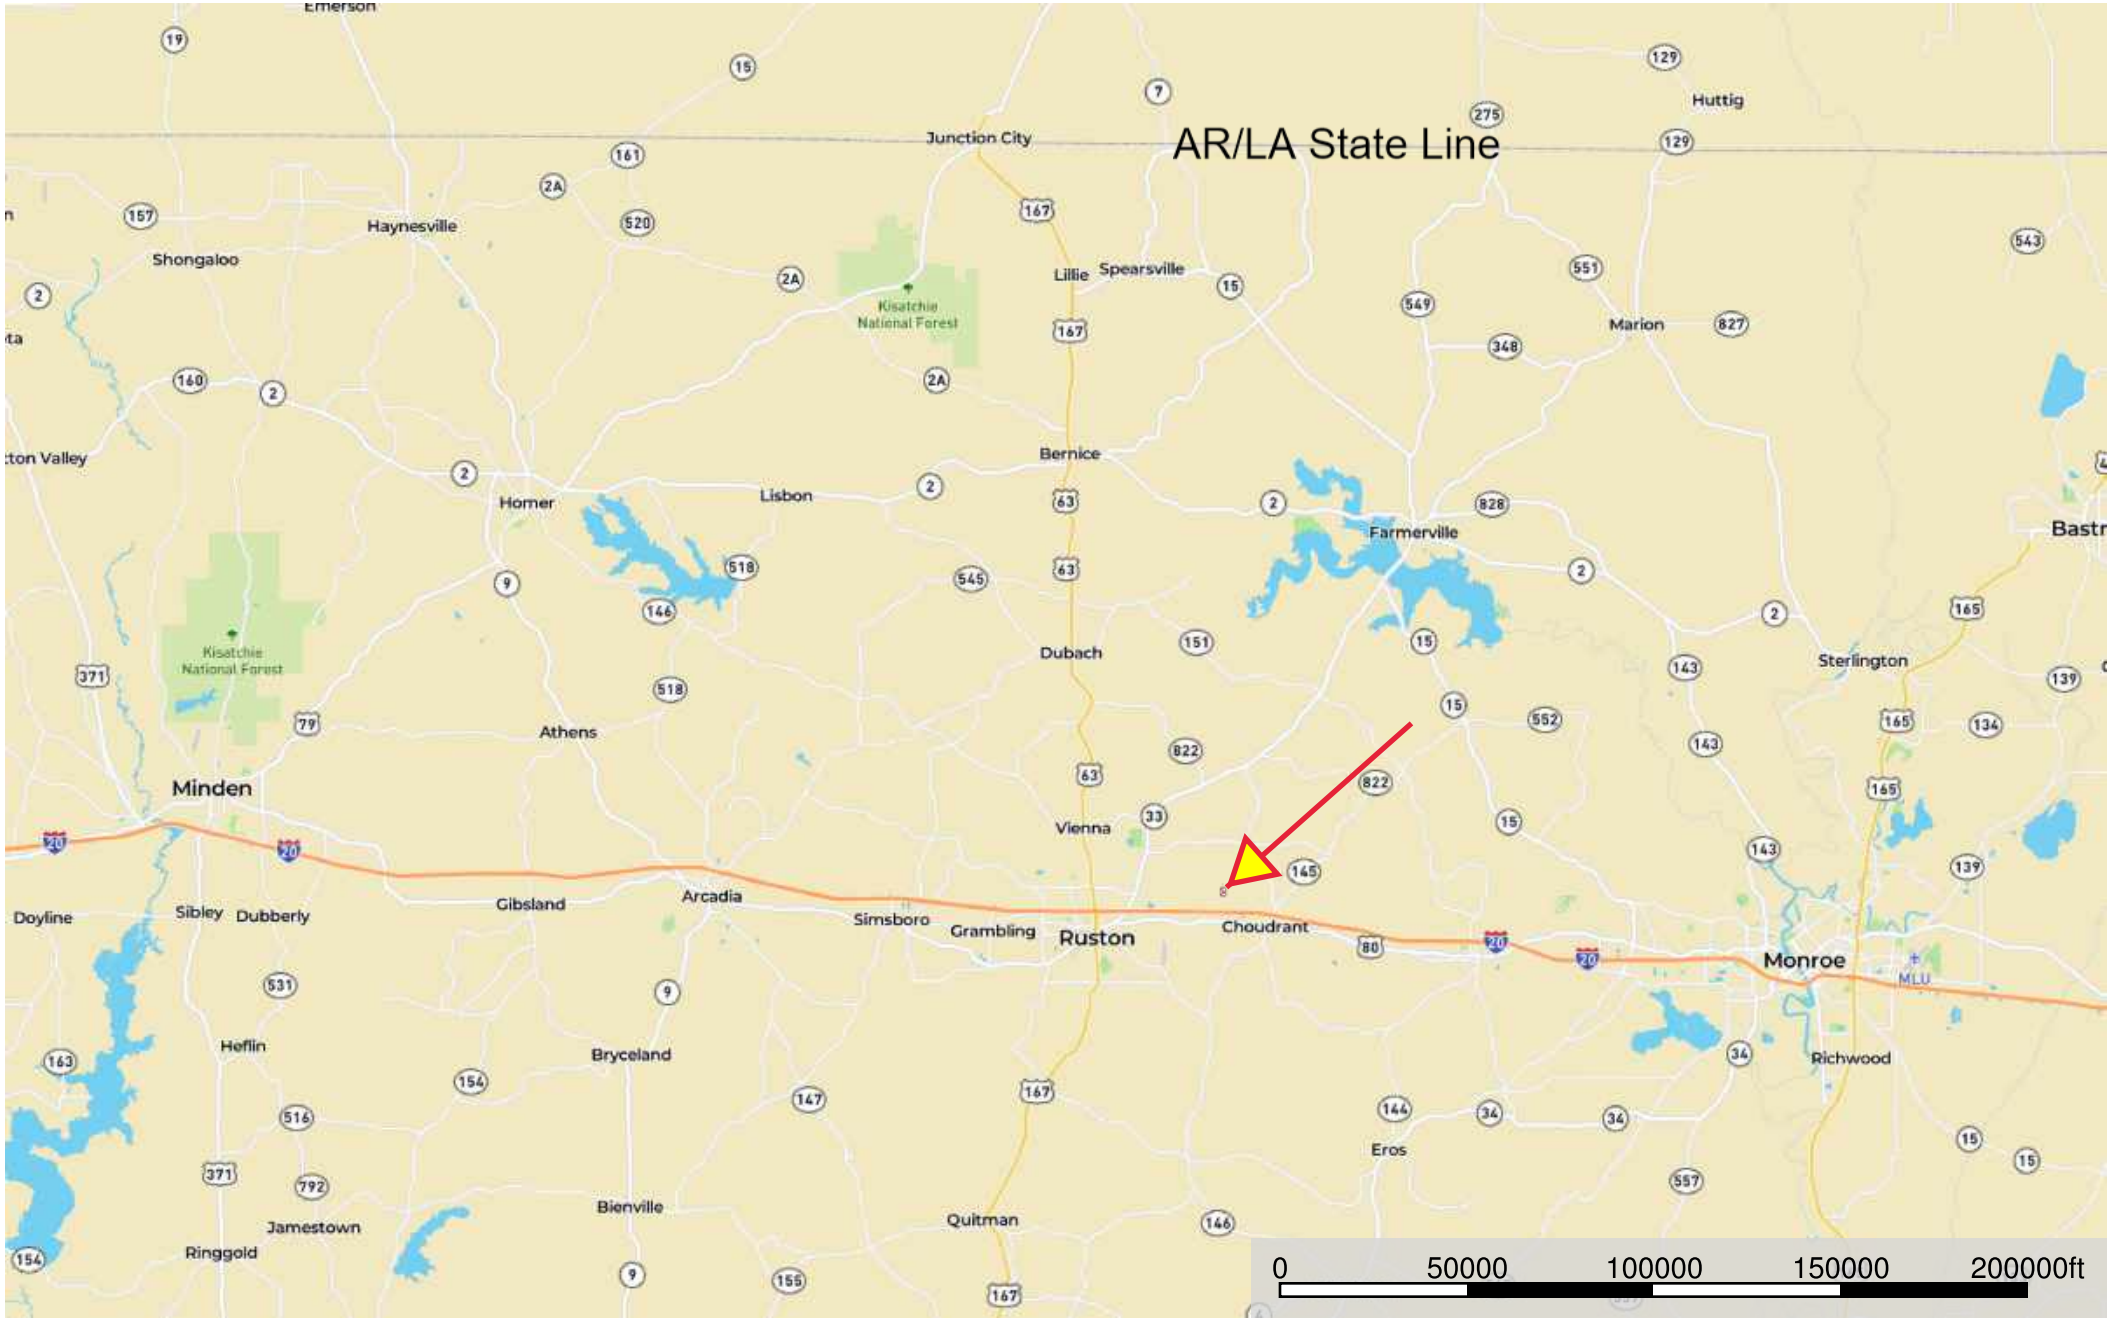 Emerson
19
15
7
129
Huttig
275
Junction City
AR/LA State Line
129
161
2A
157
Haynesville
520
167
543
Shongaloo
2A
Lillie
Spearsville
551
2
15
Kisatchie
National Forest
549
167
Marion
827
348
160
2
2A
Bernice
2
Homer
Lisbon
2
63
2
828
Farmerville
518
545
63
2
9
146
2
165
151
15
Kisatchie
National Forest
Dubach
143
Sterlington
371
518
139
79
Athens
15
552
165
134
822
143
63
822
165
Minden
33
Vienna
15
20
20
143
145
139
8
Arcadia
Gibsland
Doyline
Sibley
Dubberly
Simsboro
Grambling
Ruston
Choudrant
80
20
20
Monroe
MLU
531
9
Heflin
163
Bryceland
34
Richwood
154
147
167
516
144
34
34
15
Eros
15
371
792
557
Bienville
Jamestown
Quitman
146
Ringgold
154
9
155
167
0
50000
100000
150000
200000ft